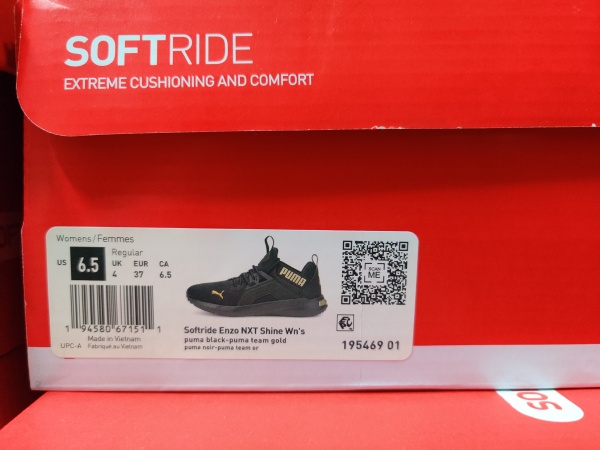 SOFTRIDE
EXTREME CUSHIONING AND COMFORT
Womens/Femmes
Regular
US 6.5 UK EUR CA
4 37 6.5
PUMA
SCAN
ME
1 94580 67151 1
Made in Vietnam
UPC-A Fabriqué au Vietnam
Softride Enzo NXT Shine Wn's
puma black-puma team gold
puma noir-puma team or
195469 01
SO